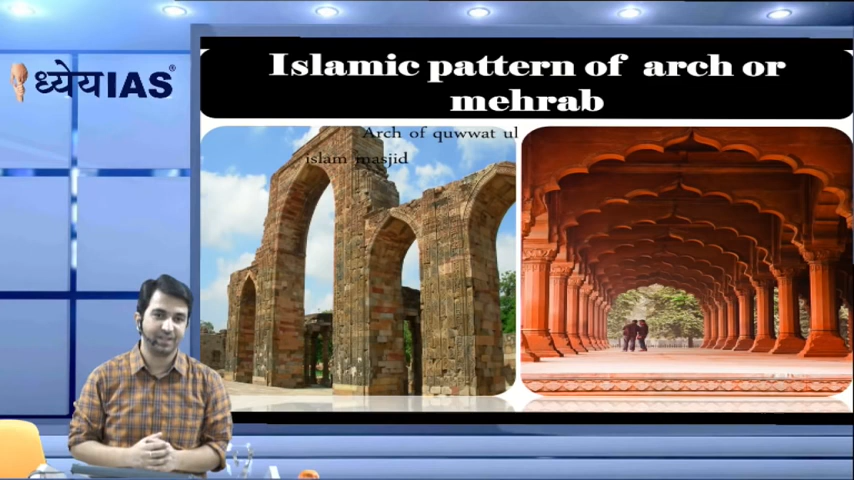 ध्येयIAS®
Islamic pattern of arch or
mehrab
Arch of quwwat ul
islam masjid